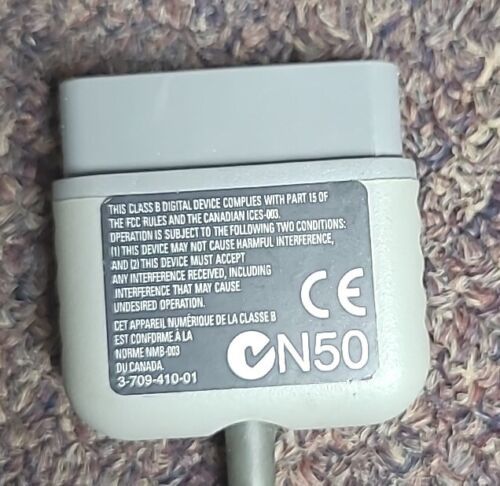 THIS CLASS B DIGITAL DEVICE COMPLIES WITH PART 15 OF
THE FCC RULES AND THE CANADIAN ICES-003.
OPERATION IS SUBJECT TO THE FOLLOWING TWO CONDITIONS:
(1) THIS DEVICE MAY NOT CAUSE HARMFUL INTERFERENCE,
AND (2) THIS DEVICE MUST ACCEPT
ANY INTERFERENCE RECEIVED, INCLUDING
INTERFERENCE THAT MAY CAUSE
UNDESIRED OPERATION.
CET APPAREIL NUMÉRIQUE DE LA CLASSE B
EST CONFORME À LA
NORME NMB-003
DU CANADA.
3-709-410-01
CE
N50